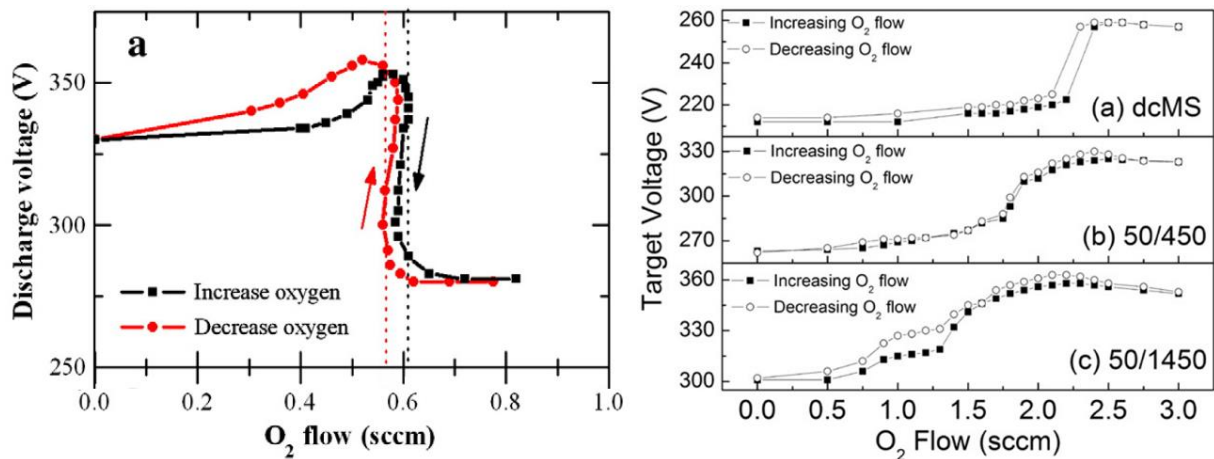 a
Discharge voltage (V)
350
300
250
Increase oxygen
Decrease oxygen
0.0 0.2 0.4 0.6 0.8 1.0
O₂ flow (sccm)
Target Voltage (V)
260
240
220
Increasing O₂ flow
Decreasing O₂ flow
(a) dcMS
330
300
270
Increasing O₂ flow
Decreasing O₂ flow
(b) 50/450
360
330
300
Increasing O₂ flow
Decreasing O₂ flow
(c) 50/1450
0.0 0.5 1.0 1.5 2.0 2.5 3.0
O₂ Flow (sccm)